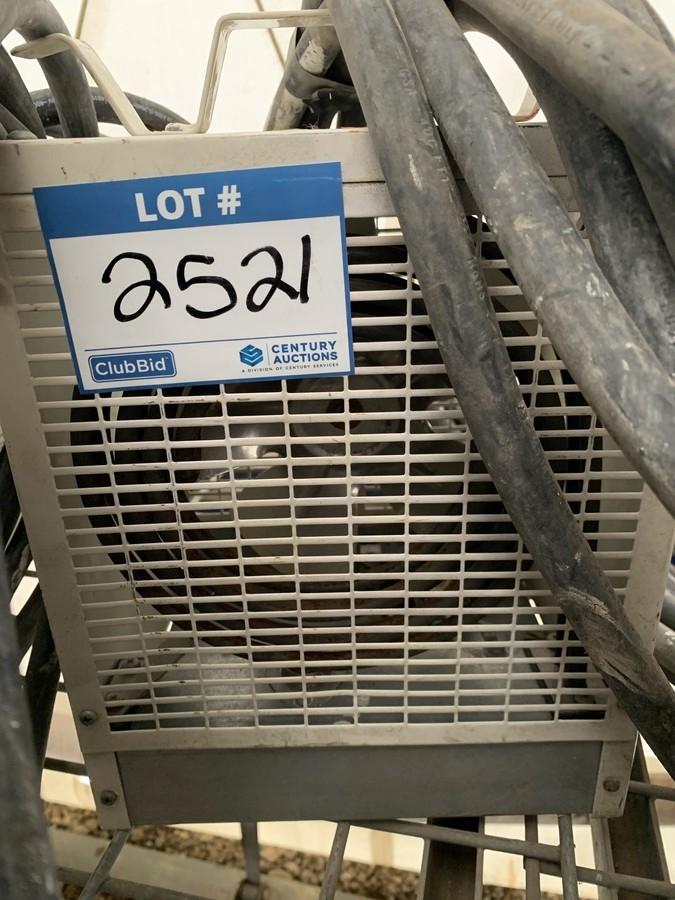 LOT #
2521
ClubBid
CENTURY
AUCTIONS
A DIVISION OF CENTURY SERVICES